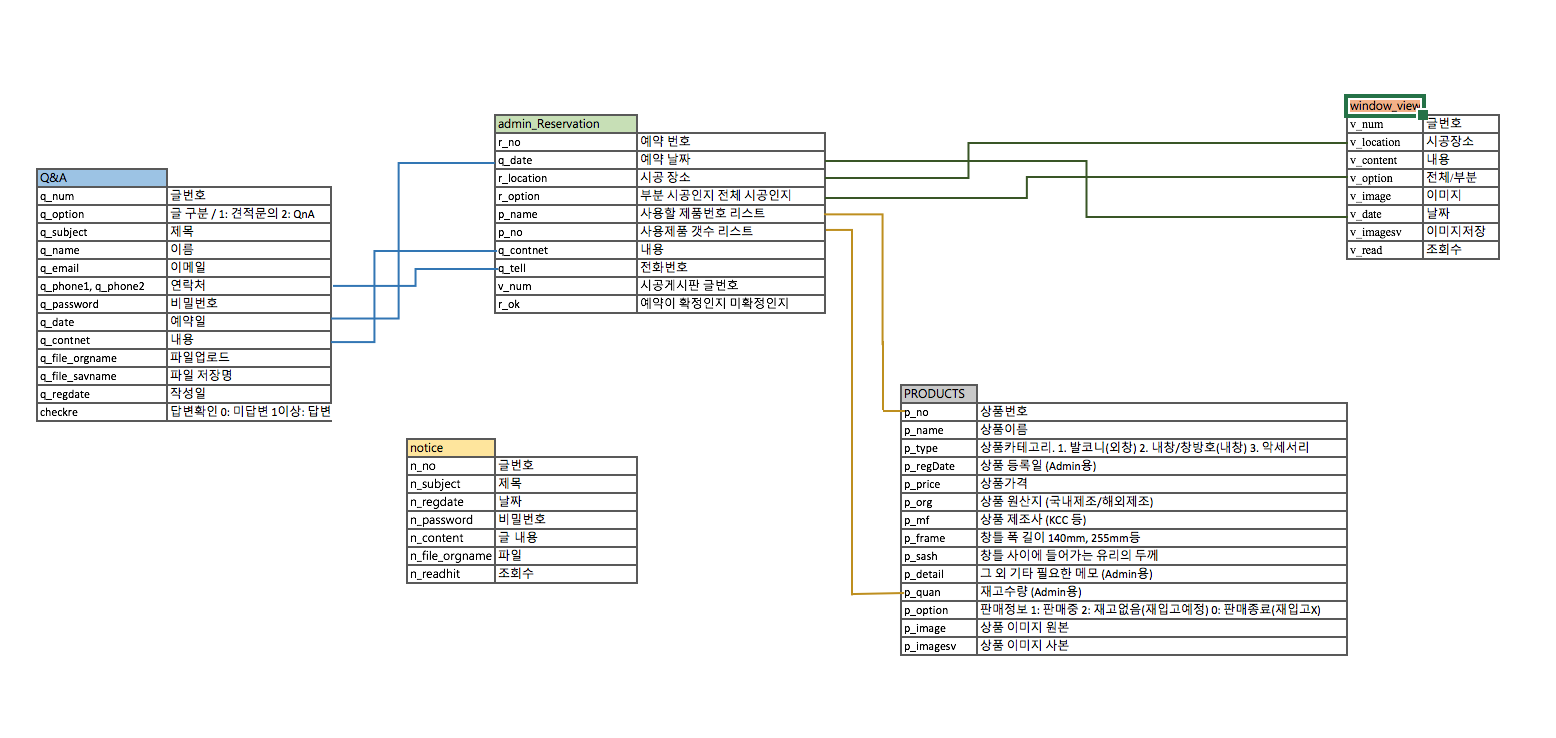 Q&A
q_num 글번호
q_option 글 구분 / 1: 견적문의 2: QnA
q_subject 제목
q_name 이름
q_email 이메일
q_phone1, q_phone2 연락처
q_password 비밀번호
q_date 예약일
q_contnet 내용
q_file_orgname 파일업로드
q_file_savname 파일 저장명
q_regdate 작성일
checkre 답변확인 0: 미답변 1이상: 답변
admin_Reservation
r_no 예약 번호
q_date 예약 날짜
r_location 시공 장소
r_option 부분 시공인지 전체 시공인지
p_name 사용할 제품번호 리스트
p_no 사용제품 갯수 리스트
q_contnet 내용
q_tell 전화번호
v_num 시공게시판 글번호
r_ok 예약이 확정인지 미확정인지
window_view
v_num 글번호
v_location 시공장소
v_content 내용
v_option 전체/부분
v_image 이미지
v_date 날짜
v_imagesv 이미지저장
v_read 조회수
notice
n_no 글번호
n_subject 제목
n_regdate 날짜
n_password 비밀번호
n_content 글 내용
n_file_orgname 파일
n_readhit 조회수
PRODUCTS
p_no 상품번호
p_name 상품이름
p_type 상품카테고리. 1. 발코니(외창) 2. 내창/창방호(내창) 3. 악세서리
p_regDate 상품 등록일 (Admin용)
p_price 상품가격
p_org 상품 원산지 (국내제조/해외제조)
p_mf 상품 제조사 (KCC 등)
p_frame 창틀 폭 길이 140mm, 255mm등
p_sash 창틀 사이에 들어가는 유리의 두께
p_detail 그 외 기타 필요한 메모 (Admin용)
p_quan 재고수량 (Admin용)
p_option 판매정보 1: 판매중 2: 재고없음(재입고예정) 0: 판매종료(재입고X)
p_image 상품 이미지 원본
p_imagesv 상품 이미지 사본